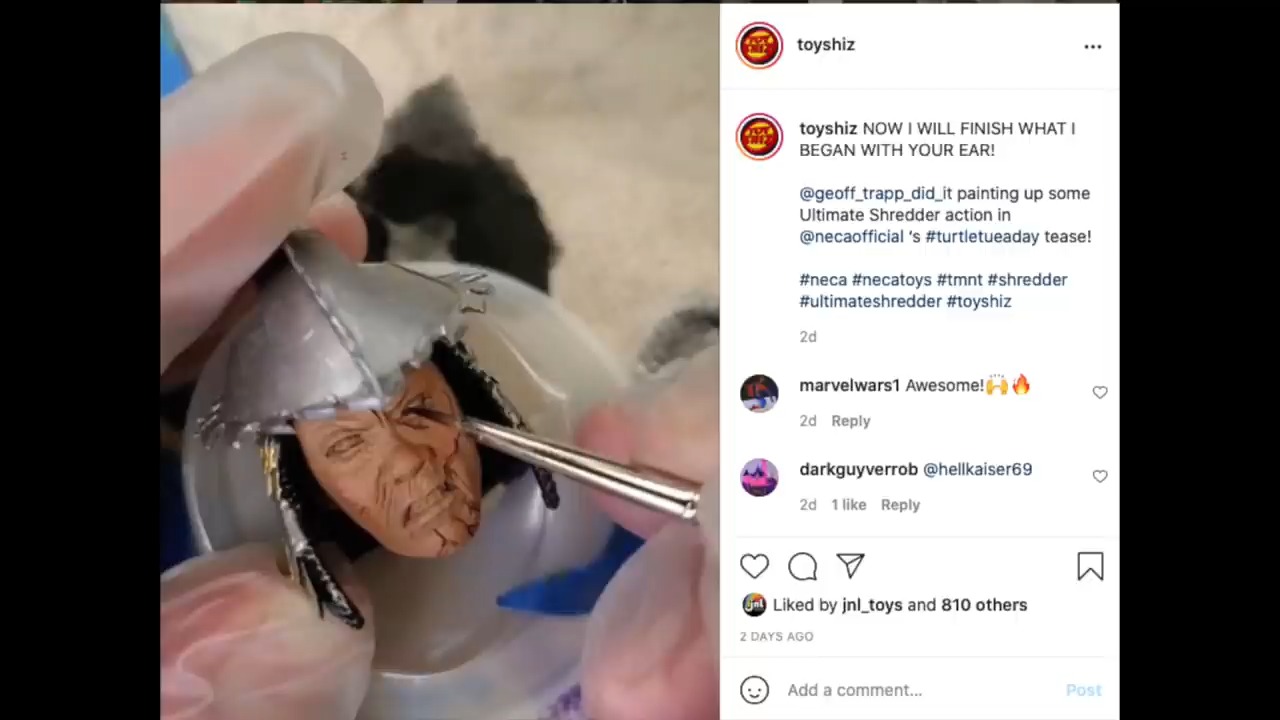 toyshiz
toyshiz NOW I WILL FINISH WHAT I
BEGAN WITH YOUR EAR!
@geoff_trapp_did_it painting up some
Ultimate Shredder action in
@necaofficial 's #turtletueaday tease!
#neca #necatoys #tmnt #shredder
#ultimateshredder #toyshiz
2d
marvelwars1 Awesome!🙌🔥
2d Reply
darkguyverrob @hellkaiser69
2d 1 like Reply
jnl Liked by jnl_toys and 810 others
2 DAYS AGO
Add a comment... Post